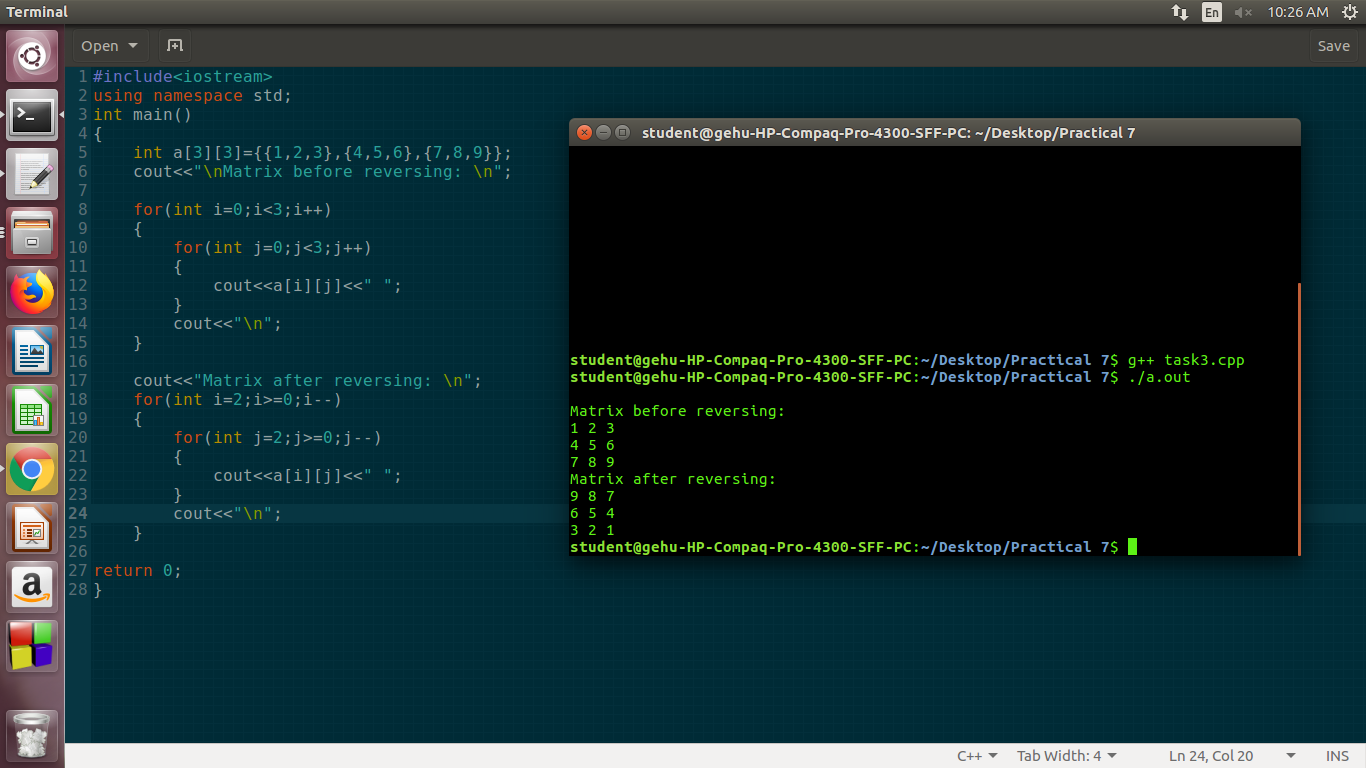 Terminal
En
10:26 AM
Open
Save
1 #include<iostream>
2 using namespace std;
3 int main()
4 {
5     int a[3][3]={{1,2,3},{4,5,6},{7,8,9}};
6     cout<<"\nMatrix before reversing: \n";
7
8     for(int i=0;i<3;i++)
9     {
10         for(int j=0;j<3;j++)
11         {
12             cout<<a[i][j]<<" ";
13         }
14         cout<<"\n";
15     }
16
17     cout<<"Matrix after reversing: \n";
18     for(int i=2;i>=0;i--)
19     {
20         for(int j=2;j>=0;j--)
21         {
22             cout<<a[i][j]<<" ";
23         }
24         cout<<"\n";
25     }
26
27 return 0;
28 }
student@gehu-HP-Compaq-Pro-4300-SFF-PC: ~/Desktop/Practical 7
student@gehu-HP-Compaq-Pro-4300-SFF-PC:~/Desktop/Practical 7$ g++ task3.cpp
student@gehu-HP-Compaq-Pro-4300-SFF-PC:~/Desktop/Practical 7$ ./a.out
Matrix before reversing:
1 2 3
4 5 6
7 8 9
Matrix after reversing:
9 8 7
6 5 4
3 2 1
student@gehu-HP-Compaq-Pro-4300-SFF-PC:~/Desktop/Practical 7$
a
C++
Tab Width: 4
Ln 24, Col 20
INS